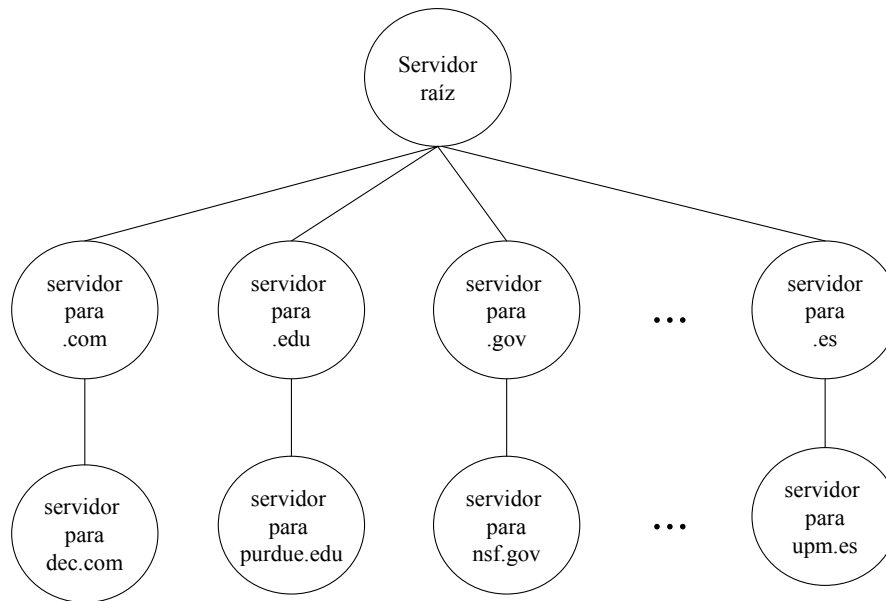 Servidor
raíz
servidor
para
.com
servidor
para
.edu
servidor
para
.gov
...
servidor
para
.es
servidor
para
dec.com
servidor
para
purdue.edu
servidor
para
nsf.gov
...
servidor
para
upm.es